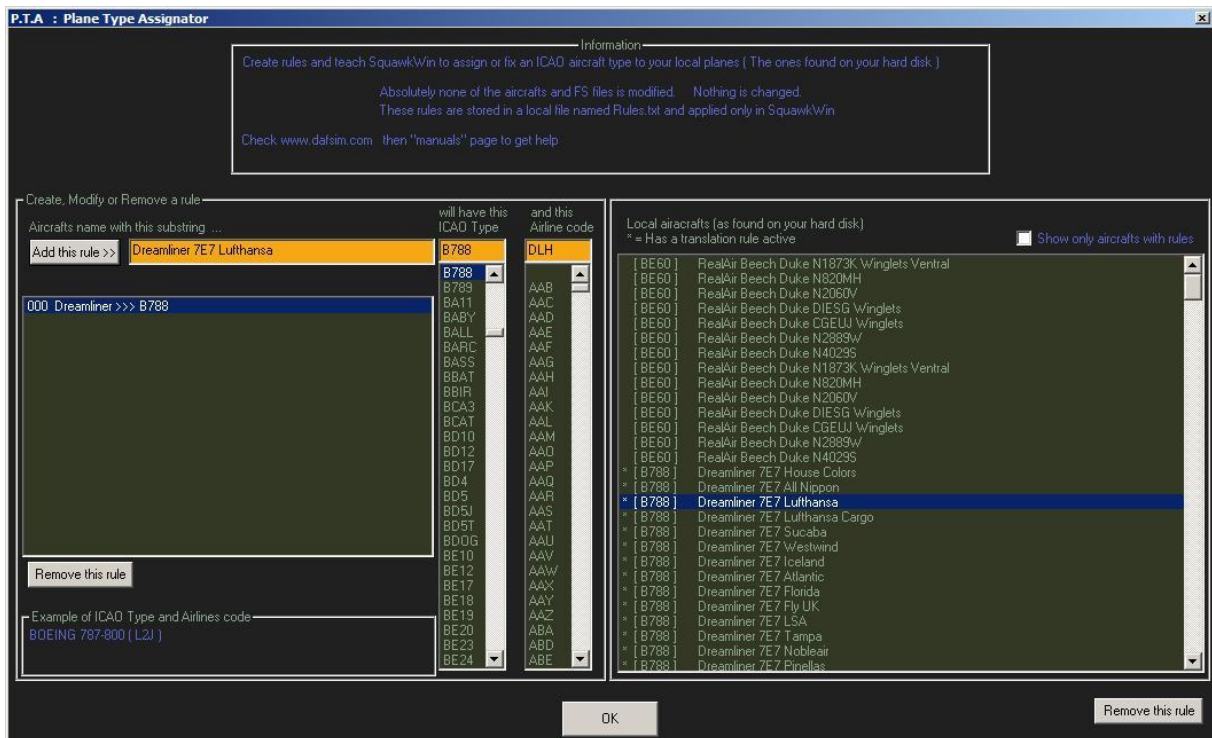 P.T.A : Plane Type Assignator
Information
Create rules and teach SquawkWin to assign or fix an ICAO aircraft type to your local planes ( The ones found on your hard disk )
Absolutely none of the aircrafts and FS files is modified. Nothing is changed.
These rules are stored in a local file named Rules.txt and applied only in SquawkWin
Check www.dafsim.com then "manuals" page to get help
Create, Modify or Remove a rule
Aircrafts name with this substring ...
will have this
ICAO Type
and this
Airline code
Add this rule >>
Dreamliner 7E7 Lufthansa
B788
DLH
000 Dreamliner >>> B788
B788
B789
BA11
BABY
BALL
BARC
BASS
BBAT
BBIR
BCA3
BCAT
BD10
BD12
BD17
BD4
BD5
BD5J
BD5T
BDOG
BE10
BE12
BE17
BE18
BE19
BE20
BE23
BE24
AAB
AAC
AAD
AAE
AAF
AAG
AAH
AAI
AAK
AAL
AAM
AAO
AAP
AAQ
AAR
AAS
AAT
AAU
AAV
AAW
AAX
AAY
AAZ
ABA
ABD
ABE
Remove this rule
Example of ICAO Type and Airlines code
BOEING 787-800 ( L2J )
Local airacrafts (as found on your hard disk)
* = Has a translation rule active
Show only aircrafts with rules
[ BE60 ] RealAir Beech Duke N1873K Winglets Ventral
[ BE60 ] RealAir Beech Duke N820MH
[ BE60 ] RealAir Beech Duke N2060V
[ BE60 ] RealAir Beech Duke DIESG Winglets
[ BE60 ] RealAir Beech Duke CGEUJ Winglets
[ BE60 ] RealAir Beech Duke N2889W
[ BE60 ] RealAir Beech Duke N4029S
[ BE60 ] RealAir Beech Duke N1873K Winglets Ventral
[ BE60 ] RealAir Beech Duke N820MH
[ BE60 ] RealAir Beech Duke N2060V
[ BE60 ] RealAir Beech Duke DIESG Winglets
[ BE60 ] RealAir Beech Duke CGEUJ Winglets
[ BE60 ] RealAir Beech Duke N2889W
[ BE60 ] RealAir Beech Duke N4029S
* [ B788 ] Dreamliner 7E7 House Colors
* [ B788 ] Dreamliner 7E7 All Nippon
* [ B788 ] Dreamliner 7E7 Lufthansa
* [ B788 ] Dreamliner 7E7 Lufthansa Cargo
* [ B788 ] Dreamliner 7E7 Sucaba
* [ B788 ] Dreamliner 7E7 Westwind
* [ B788 ] Dreamliner 7E7 Iceland
* [ B788 ] Dreamliner 7E7 Atlantic
* [ B788 ] Dreamliner 7E7 Florida
* [ B788 ] Dreamliner 7E7 Fly UK
* [ B788 ] Dreamliner 7E7 LSA
* [ B788 ] Dreamliner 7E7 Tampa
* [ B788 ] Dreamliner 7E7 Nobleair
* [ B788 ] Dreamliner 7E7 Pinellas
OK
Remove this rule